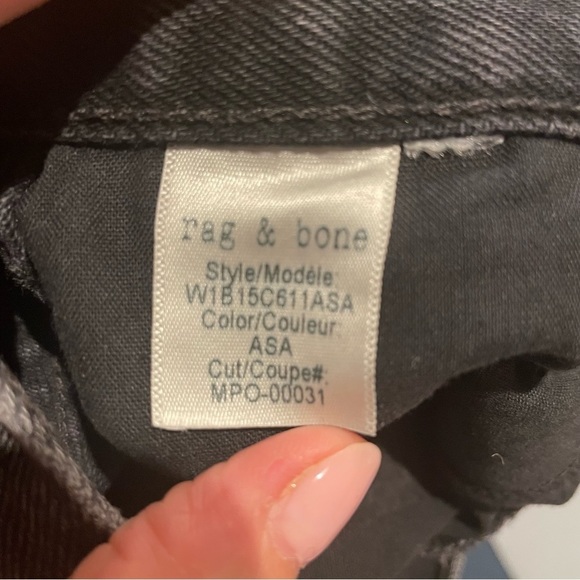 rag & bone
Style/Modèle:
W1B15C611ASA
Color/Couleur:
ASA
Cut/Coupe#:
MPO-00031